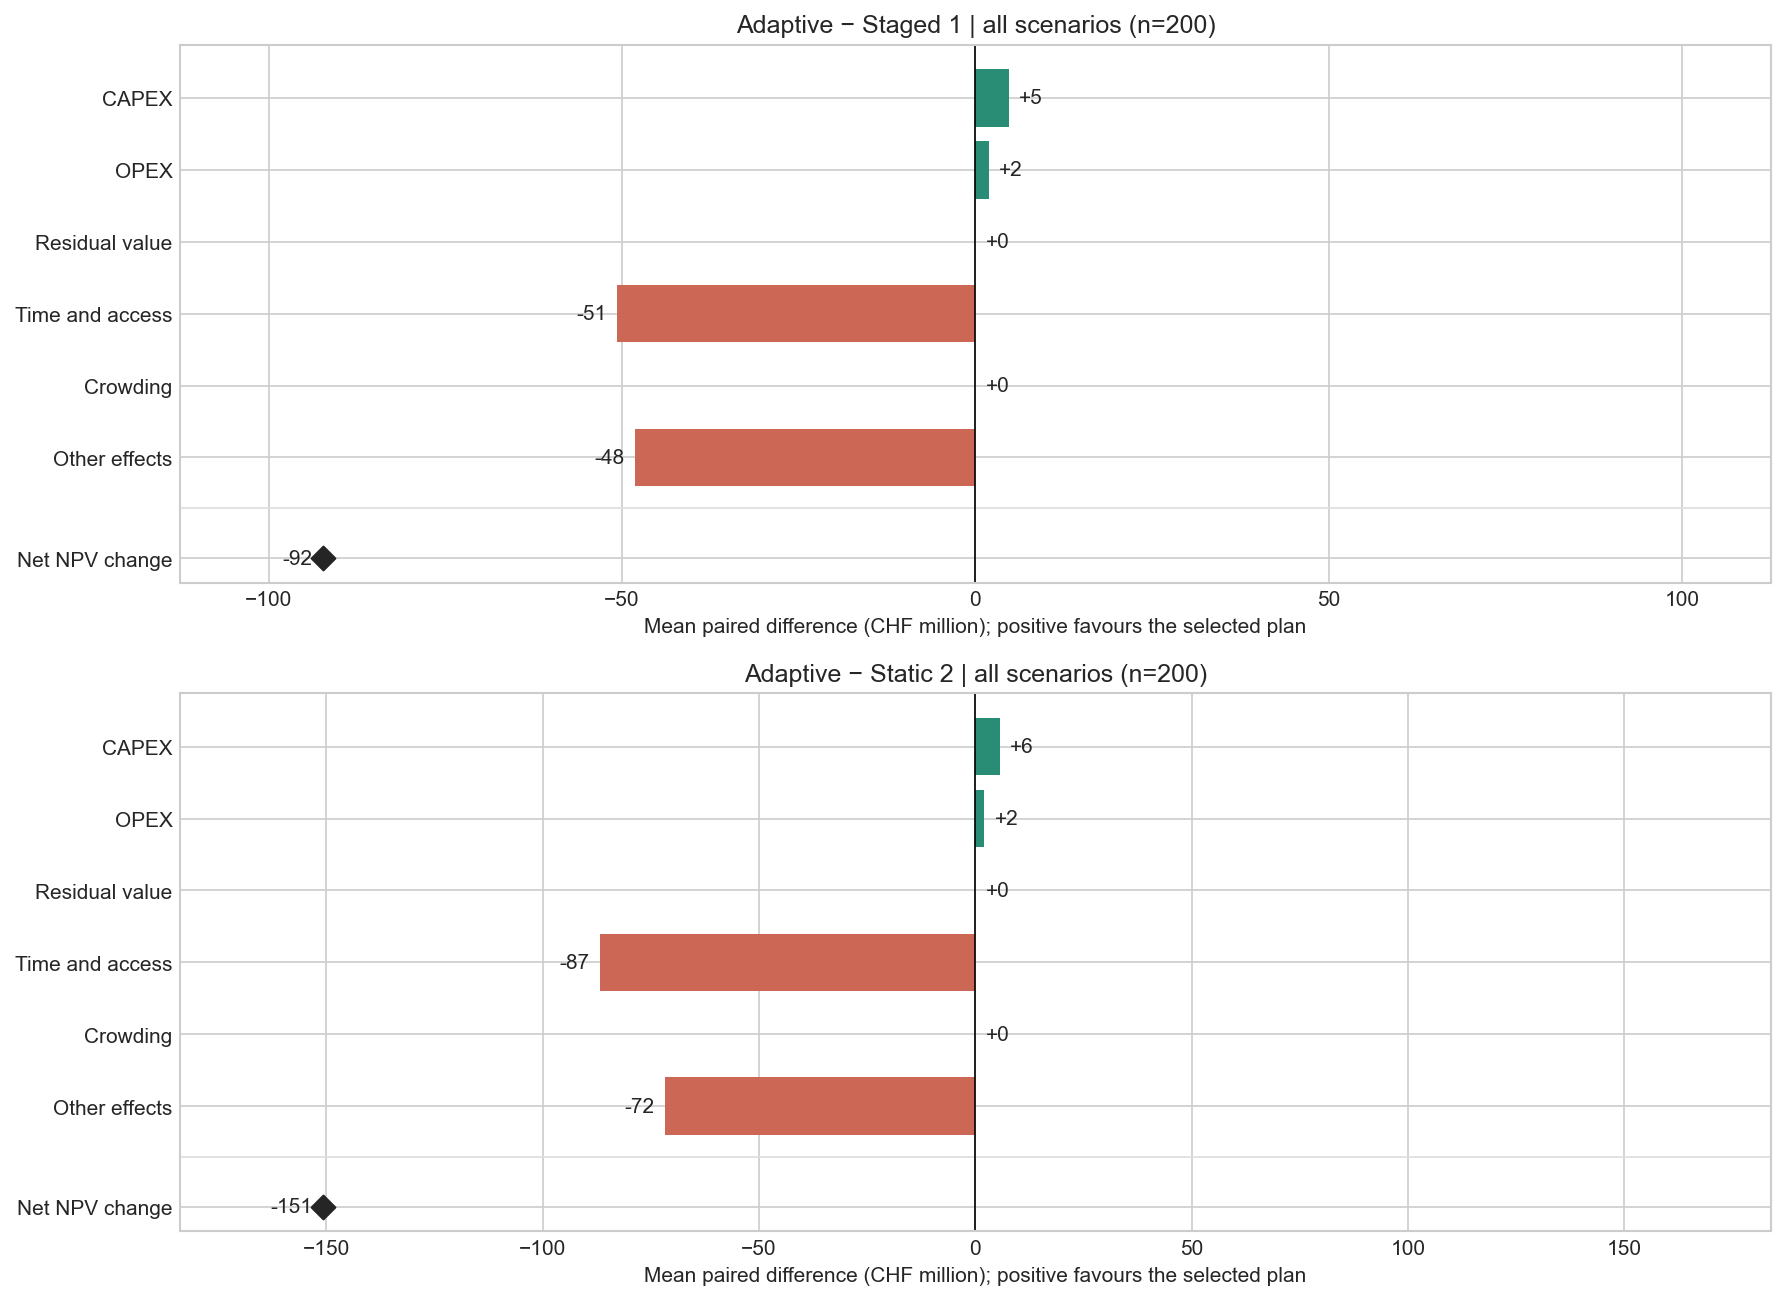 Adaptive − Staged 1 | all scenarios (n=200)
CAPEX
+5
OPEX
+2
Residual value
+0
Time and access
-51
Crowding
+0
Other effects
-48
Net NPV change
-92
−100
−50
0
50
100
Mean paired difference (CHF million); positive favours the selected plan
Adaptive − Static 2 | all scenarios (n=200)
CAPEX
+6
OPEX
+2
Residual value
+0
Time and access
-87
Crowding
+0
Other effects
-72
Net NPV change
-151
−150
−100
−50
0
50
100
150
Mean paired difference (CHF million); positive favours the selected plan